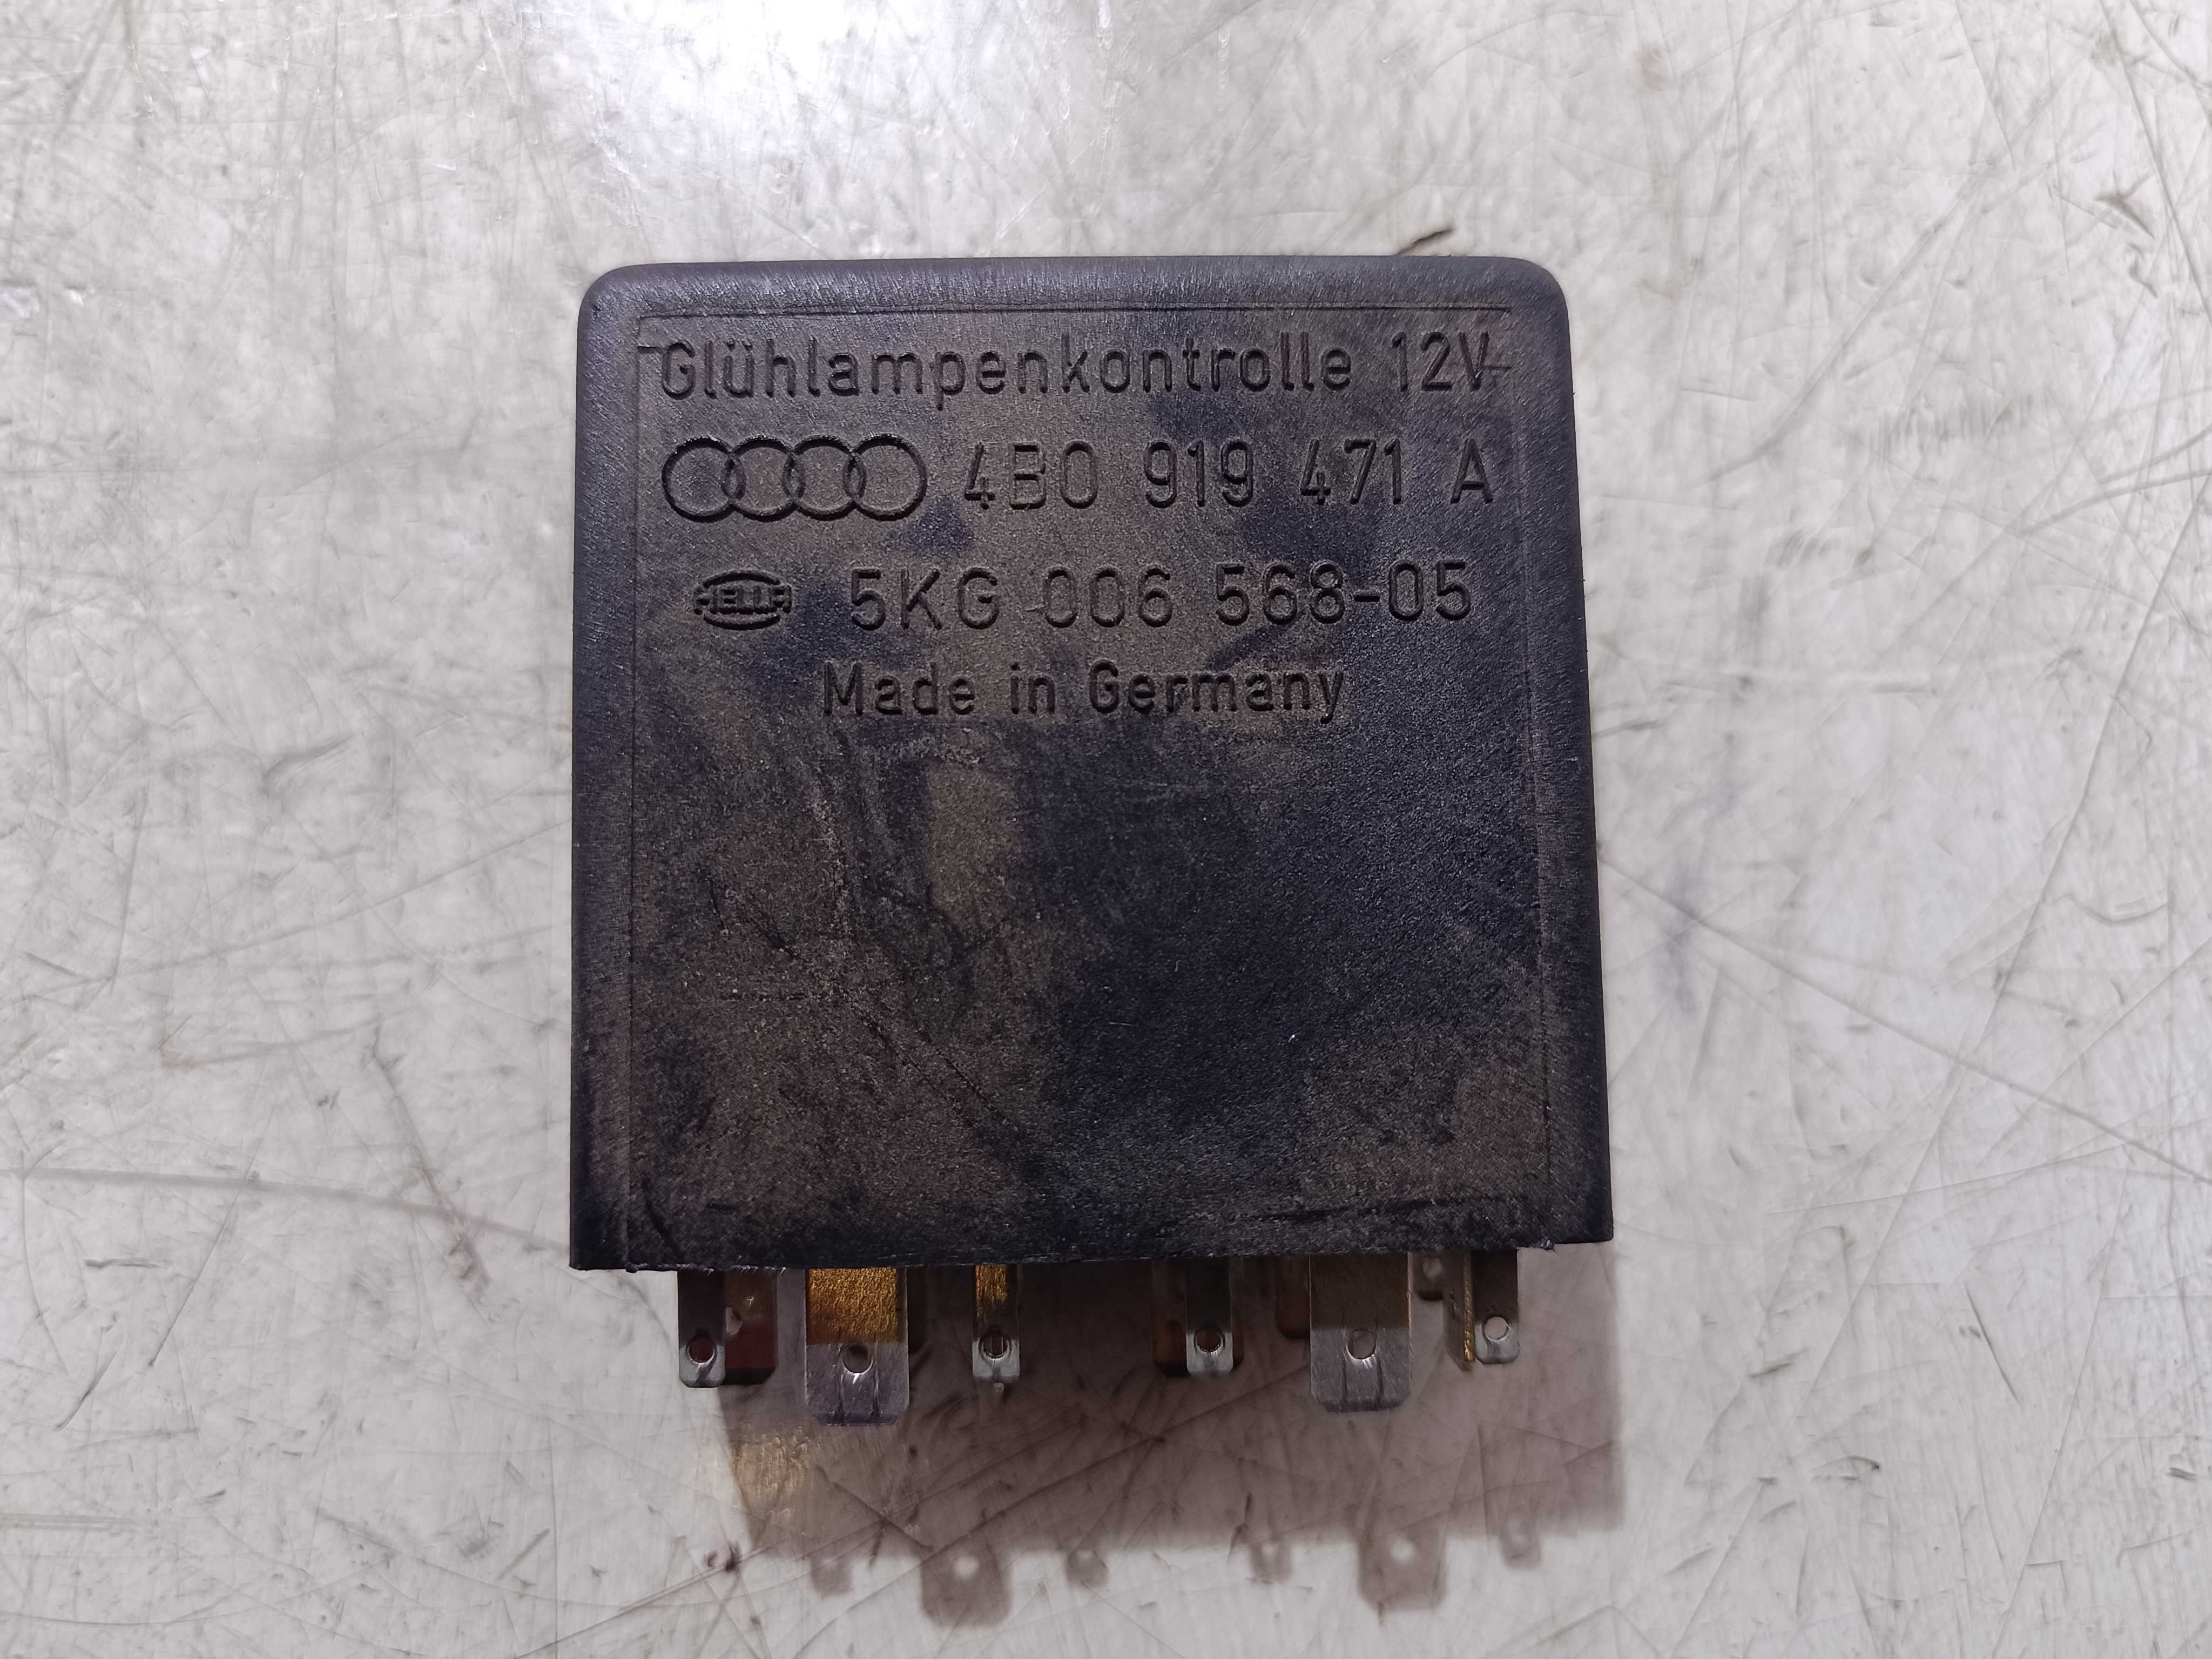 Glühlampenkontrolle 12V
4B0 919 471 A
HELLA 5KG 006 568-05
Made in Germany